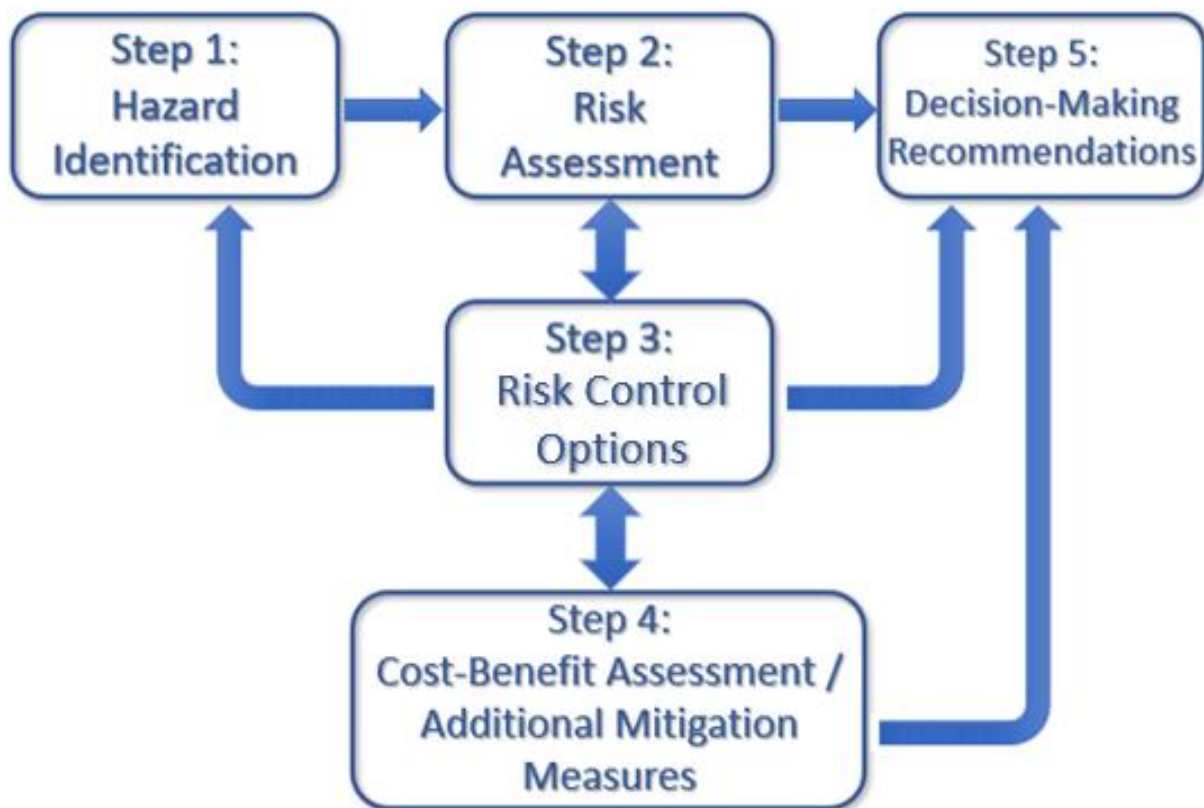 Step 1:
Hazard
Identification
Step 2:
Risk
Assessment
Step 5:
Decision-Making
Recommendations
Step 3:
Risk Control
Options
Step 4:
Cost-Benefit Assessment /
Additional Mitigation
Measures